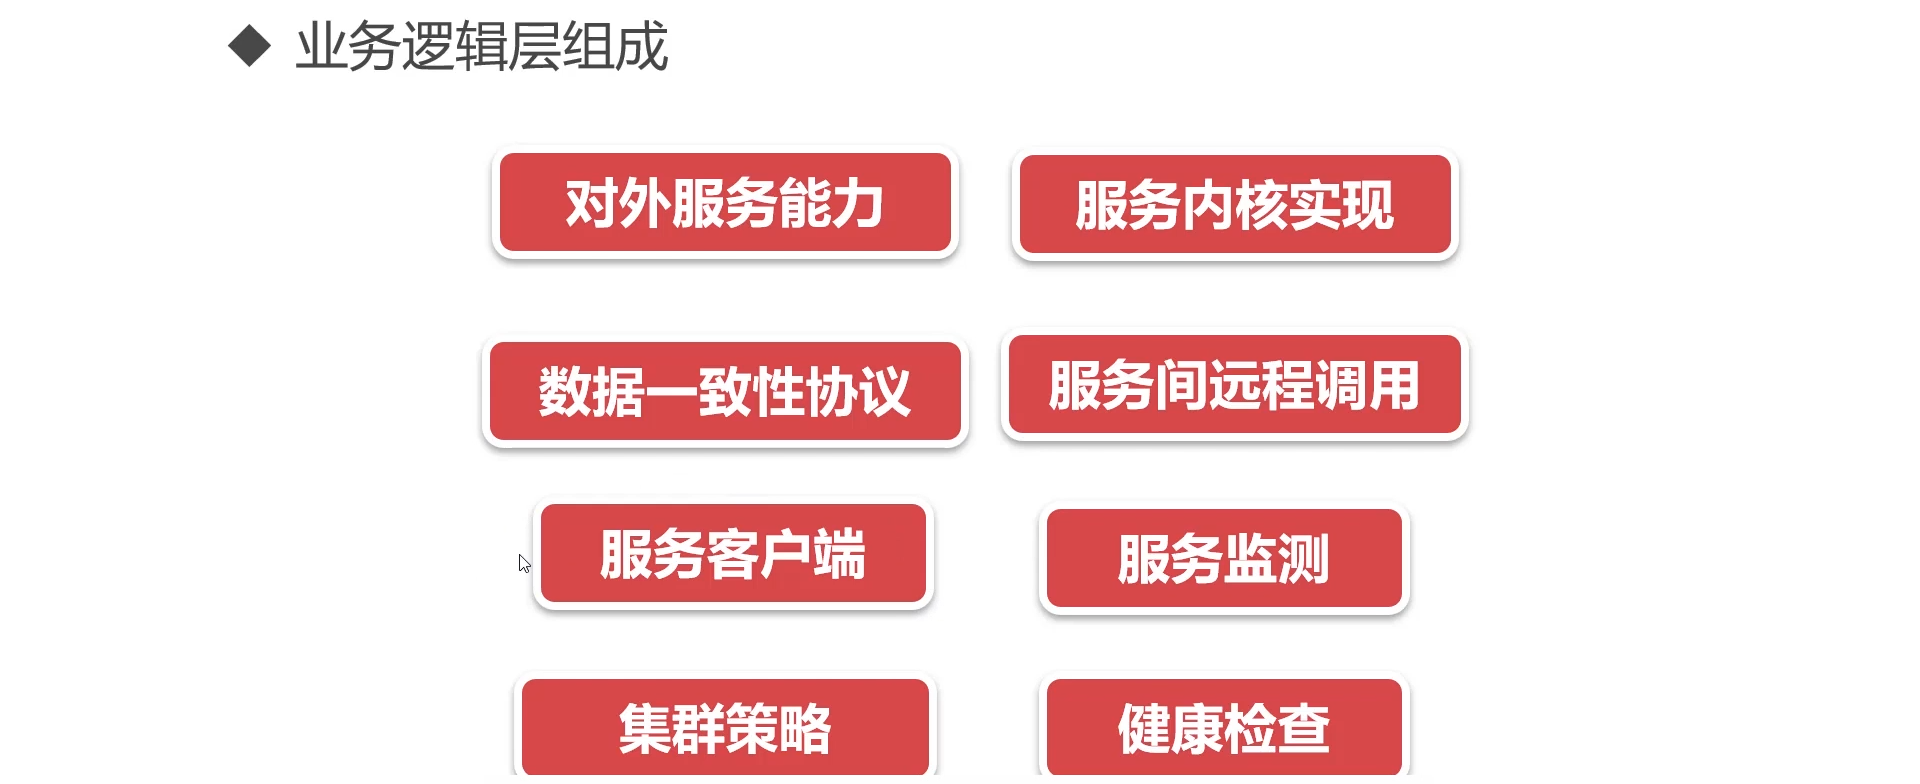 业务逻辑层组成
对外服务能力
服务内核实现
数据一致性协议
服务间远程调用
服务客户端
服务监测
集群策略
健康检查